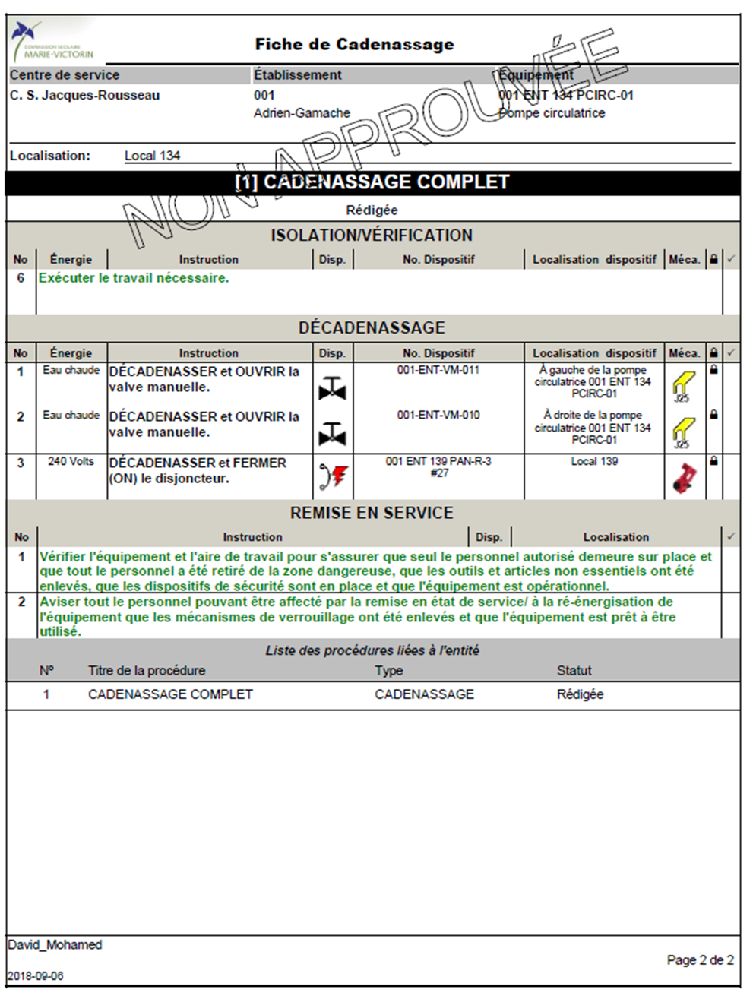 COMMISSION SCOLAIRE
MARIE-VICTORIN
Fiche de Cadenassage
NON APPROUVÉE
Centre de service Établissement Équipement
C. S. Jacques-Rousseau 001 001 ENT 134 PCIRC-01
Adrien-Gamache Pompe circulatrice
Localisation: Local 134
[1] CADENASSAGE COMPLET
Rédigée
ISOLATION/VÉRIFICATION
No Énergie Instruction Disp. No. Dispositif Localisation dispositif Méca. ✓
6 Exécuter le travail nécessaire.
DÉCADENASSAGE
No Énergie Instruction Disp. No. Dispositif Localisation dispositif Méca. ✓
1 Eau chaude DÉCADENASSER et OUVRIR la 001-ENT-VM-011 À gauche de la pompe
valve manuelle. circulatrice 001 ENT 134
PCIRC-01
J25
2 Eau chaude DÉCADENASSER et OUVRIR la 001-ENT-VM-010 À droite de la pompe
valve manuelle. circulatrice 001 ENT 134
PCIRC-01
J25
3 240 Volts DÉCADENASSER et FERMER 001 ENT 139 PAN-R-3 Local 139
(ON) le disjoncteur. #27
REMISE EN SERVICE
No Instruction Disp. Localisation ✓
1 Vérifier l'équipement et l'aire de travail pour s'assurer que seul le personnel autorisé demeure sur place et
que tout le personnel a été retiré de la zone dangereuse, que les outils et articles non essentiels ont été
enlevés, que les dispositifs de sécurité sont en place et que l'équipement est opérationnel.
2 Aviser tout le personnel pouvant être affecté par la remise en état de service/ à la ré-énergisation de
l'équipement que les mécanismes de verrouillage ont été enlevés et que l'équipement est prêt à être
utilisé.
Liste des procédures liées à l'entité
Nº Titre de la procédure Type Statut
1 CADENASSAGE COMPLET CADENASSAGE Rédigée
David_Mohamed
Page 2 de 2
2018-09-06